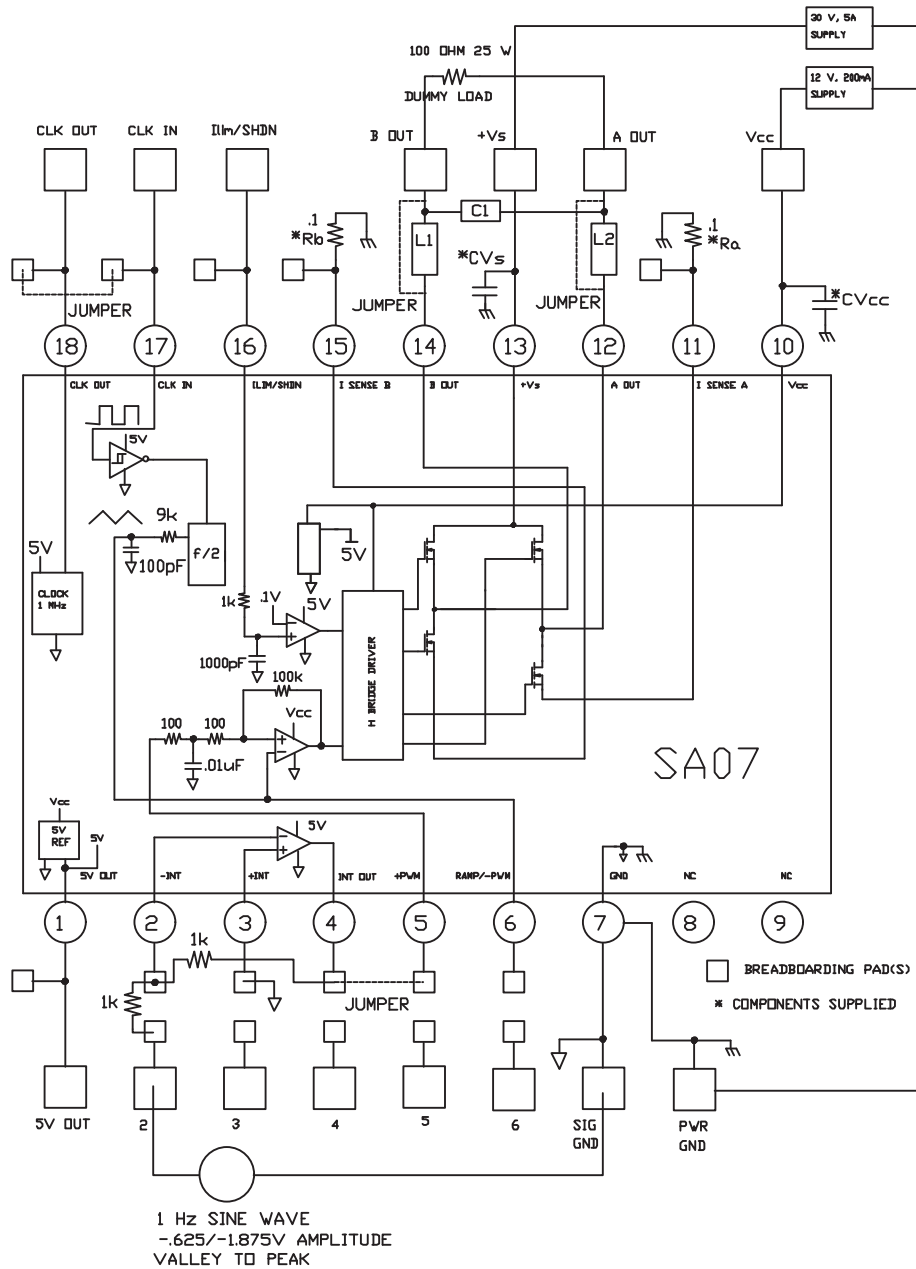 30 V, 5A
SUPPLY
100 OHM 25 W
DUMMY LOAD
12 V, 200mA
SUPPLY
CLK OUT
CLK IN
Ilim/SHDN
B OUT
+Vs
A OUT
Vcc
.1
*Rb
C1
L1
L2
*CVs
.1
*Ra
*CVcc
JUMPER
JUMPER
JUMPER
18
17
16
15
14
13
12
11
10
CLK OUT
CLK IN
ILIM/SHDN
I SENSE B
B OUT
+Vs
A OUT
I SENSE A
Vcc
5V
9k
100pF
f/2
5V
CLOCK
1 MHz
5V
1k
.1V
5V
1000pF
H BRIDGE DRIVER
100k
100
100
Vcc
.01uF
SA07
Vcc
5V
REF
5V
5V
5V OUT
-INT
+INT
INT OUT
+PWM
RAMP/-PWM
GND
NC
NC
1
2
3
4
5
6
7
8
9
1k
1k
JUMPER
BREADBOARDING PAD(S)
* COMPONENTS SUPPLIED
5V OUT
2
3
4
5
6
SIG
GND
PWR
GND
1 Hz SINE WAVE
-.625/-1.875V AMPLITUDE
VALLEY TO PEAK